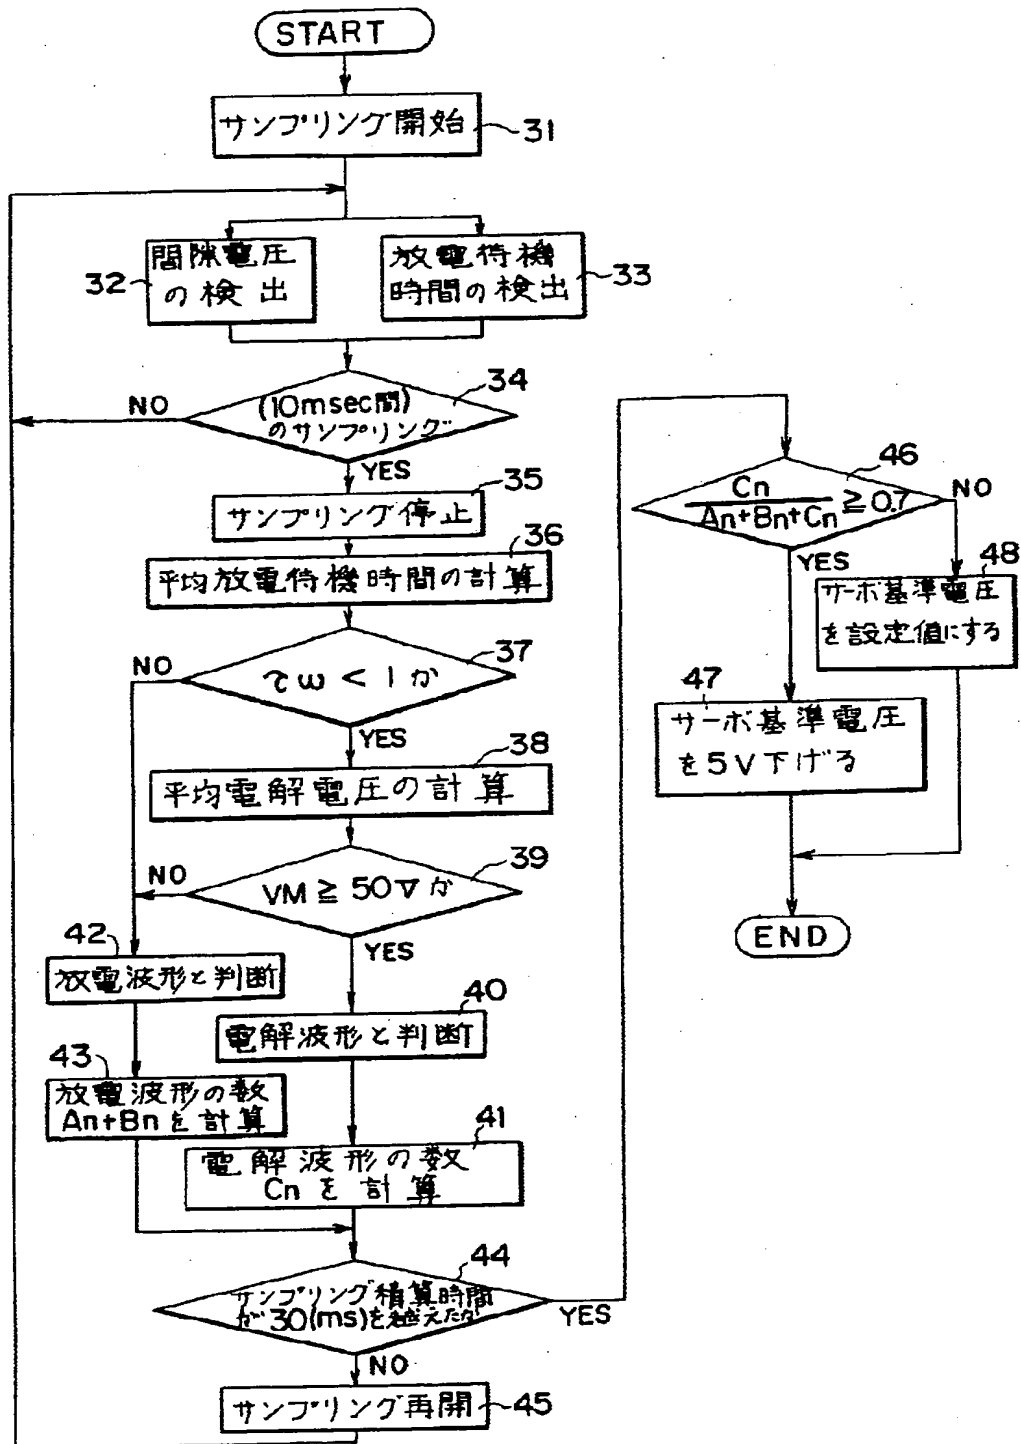 START
サンプリング開始
31
間隙電圧
の検出
32
放電待機
時間の検出
33
34
NO
(10msec間)
のサンプリング
YES
35
サンプリング停止
36
平均放電待機時間の計算
37
NO
τω < 1 か
YES
38
平均電解電圧の計算
39
NO
VM ≧ 50V か
YES
42
放電波形と判断
40
電解波形と判断
43
放電波形の数
An+Bnを計算
41
電解波形の数
Cnを計算
44
サンプリング積算時間
が30(ms)を越えたか
YES
NO
サンプリング再開
45
46
Cn
An+Bn+Cn
≧0.7
NO
YES
48
サーボ基準電圧
を設定値にする
47
サーボ基準電圧
を5V下げる
END